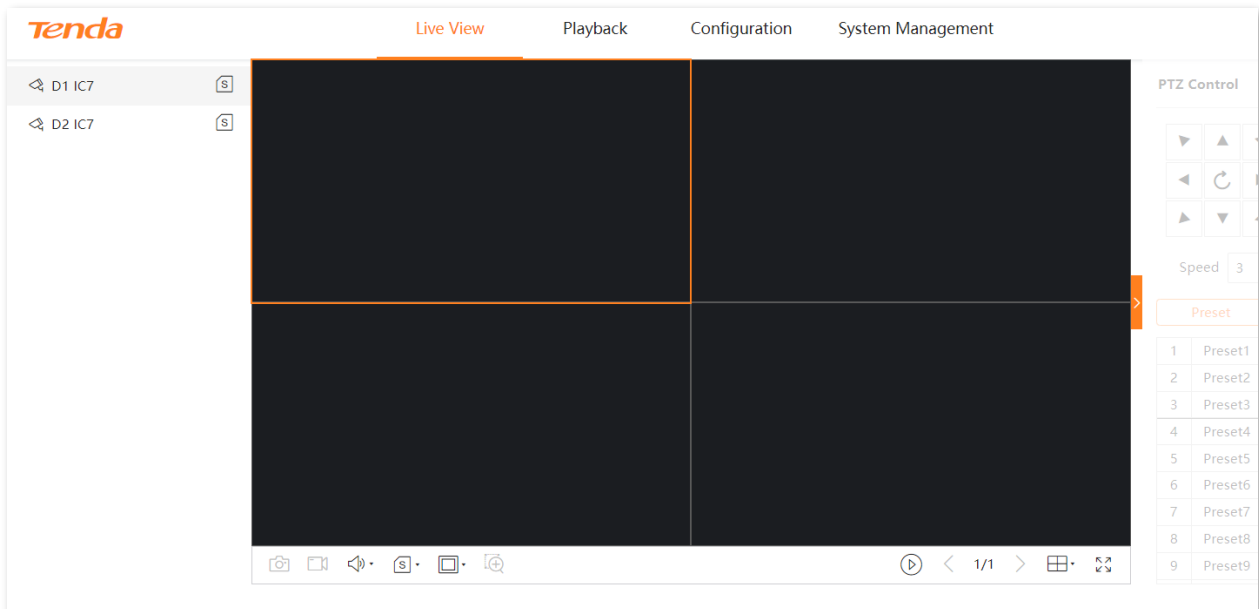 Tenda
Live View Playback Configuration System Management
D1 IC7 S
D2 IC7 S
PTZ Control
Speed 3
Preset
1 Preset1
2 Preset2
3 Preset3
4 Preset4
5 Preset5
6 Preset6
7 Preset7
8 Preset8
9 Preset9
S 1/1